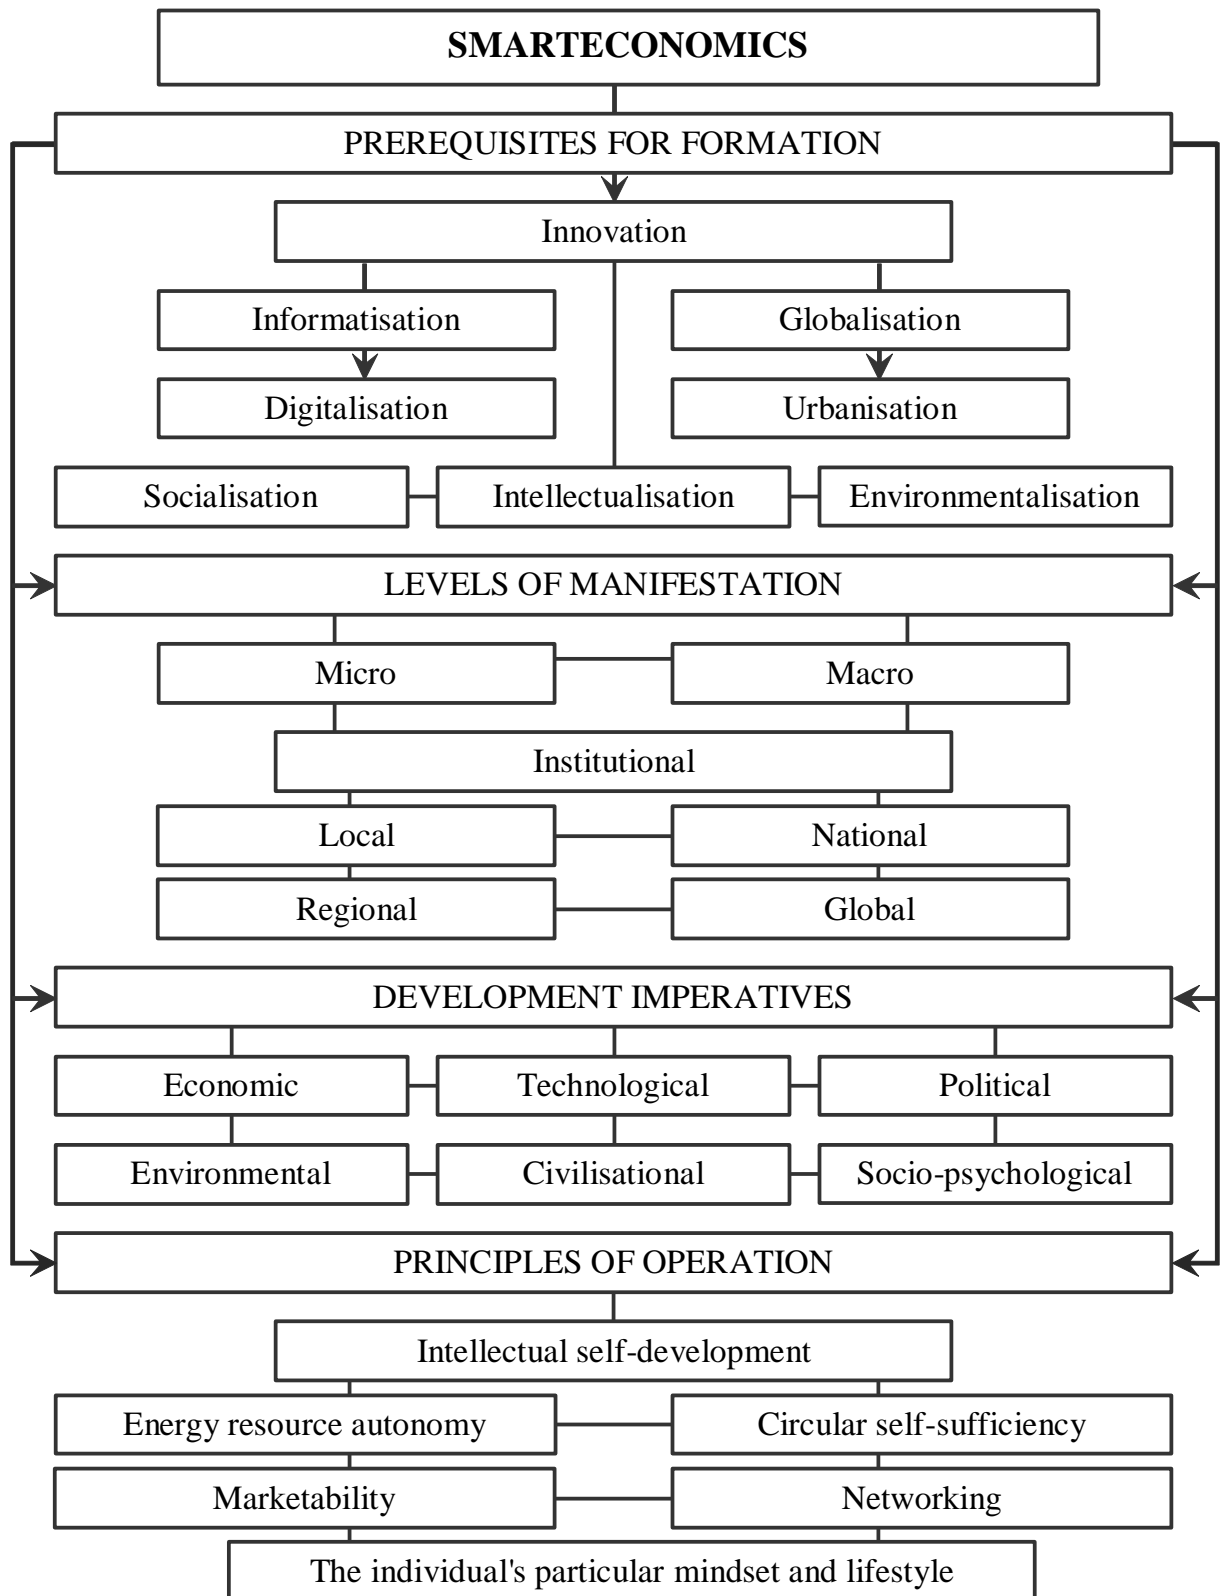 SMARTECONOMICS
PREREQUISITES FOR FORMATION
Innovation
Informatisation
Globalisation
Digitalisation
Urbanisation
Socialisation
Intellectualisation
Environmentalisation
LEVELS OF MANIFESTATION
Micro
Macro
Institutional
Local
National
Regional
Global
DEVELOPMENT IMPERATIVES
Economic
Technological
Political
Environmental
Civilisational
Socio-psychological
PRINCIPLES OF OPERATION
Intellectual self-development
Energy resource autonomy
Circular self-sufficiency
Marketability
Networking
The individual's particular mindset and lifestyle